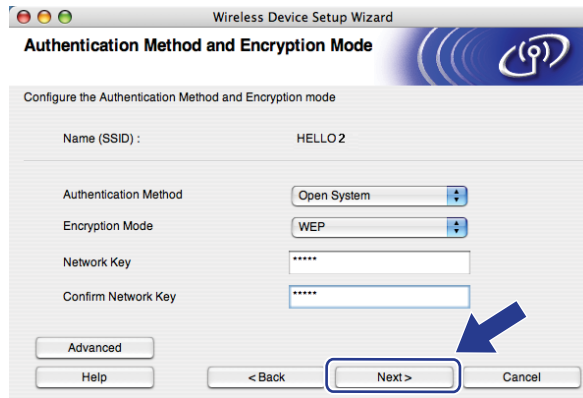 Wireless Device Setup Wizard
Authentication Method and Encryption Mode
Configure the Authentication Method and Encryption mode
Name (SSID) : HELLO2
Authentication Method Open System
Encryption Mode WEP
Network Key *****
Confirm Network Key *****
Advanced
Help < Back Next > Cancel